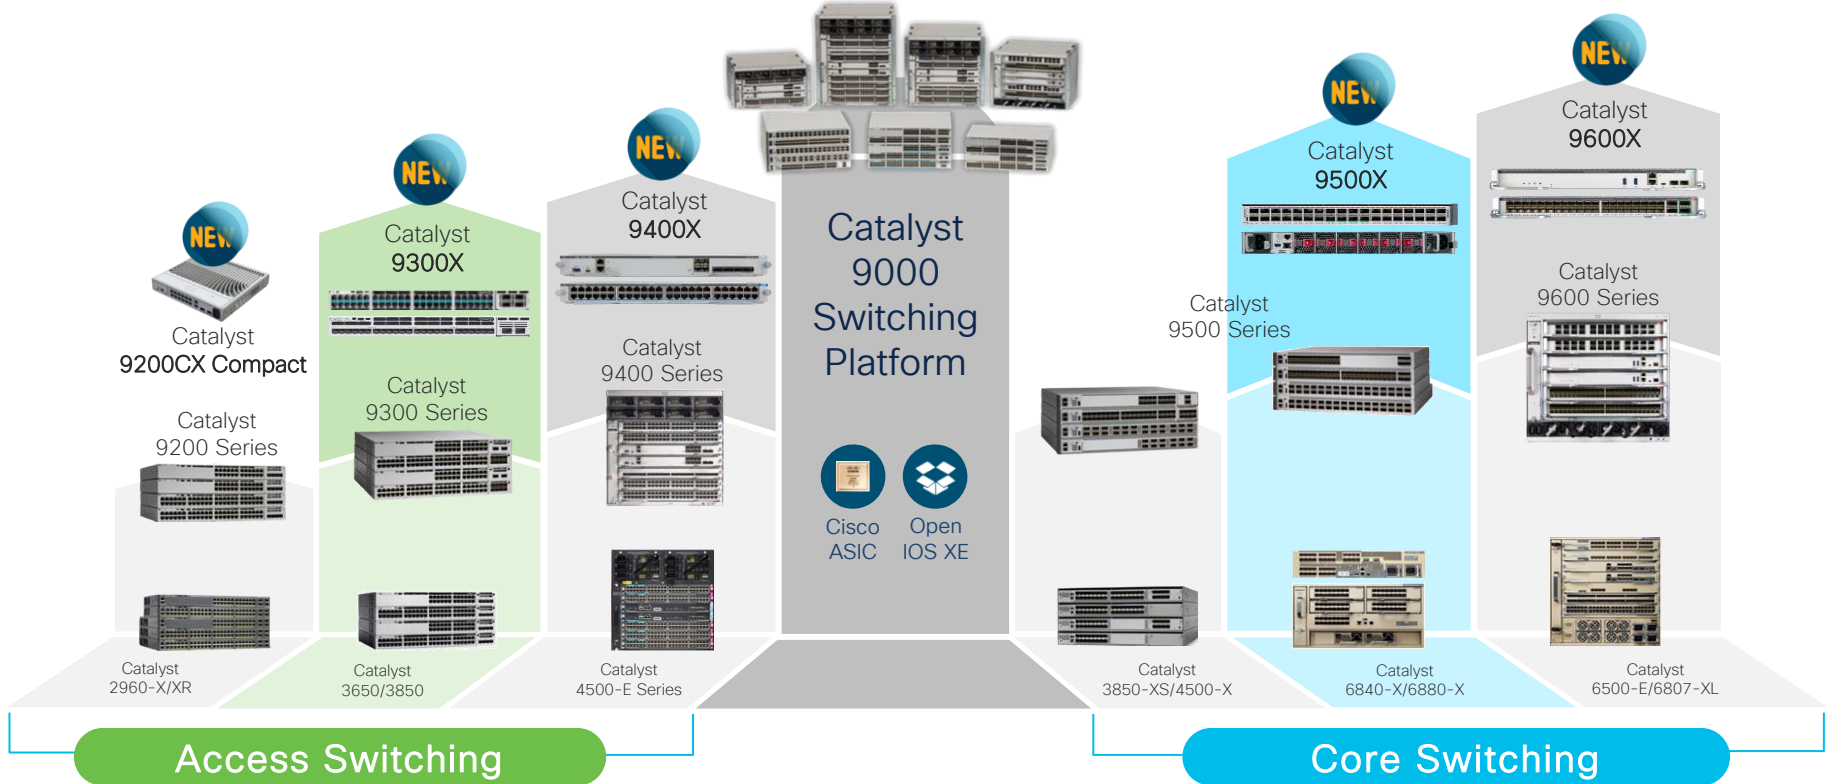 NEW
Catalyst
9200CX Compact
Catalyst
9200 Series
Catalyst
2960-X/XR
NEW
Catalyst
9300X
Catalyst
9300 Series
Catalyst
3650/3850
NEW
Catalyst
9400X
Catalyst
9400 Series
Catalyst
4500-E Series
Access Switching
Catalyst
9000
Switching
Platform
Cisco
ASIC
Open
IOS XE
Catalyst
9500 Series
Catalyst
3850-XS/4500-X
NEW
Catalyst
9500X
Catalyst
6840-X/6880-X
NEW
Catalyst
9600X
Catalyst
9600 Series
Catalyst
6500-E/6807-XL
Core Switching